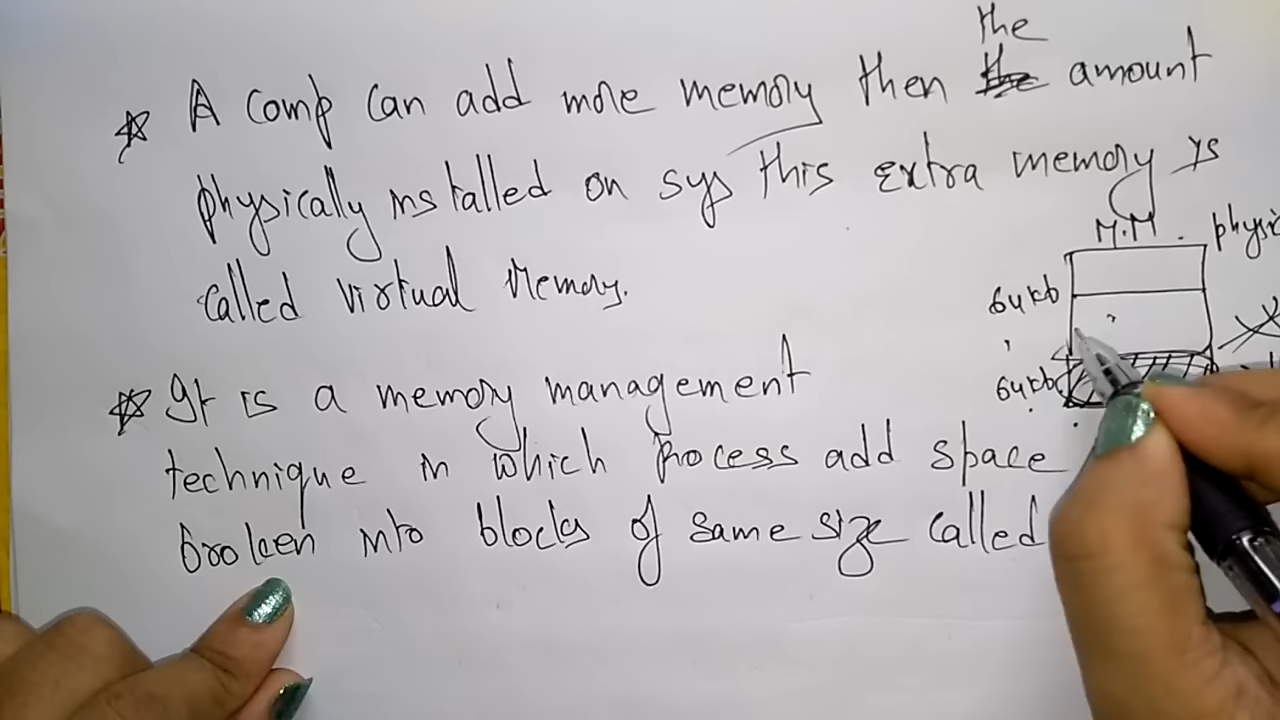 the
☆ A comp can add more memory then the amount
physically installed on sys this extra memory is
called virtual Memory.
M.M. physi
64kb
64kb
☆ It is a memory management
technique in which process add space
broken into blocks of same size called